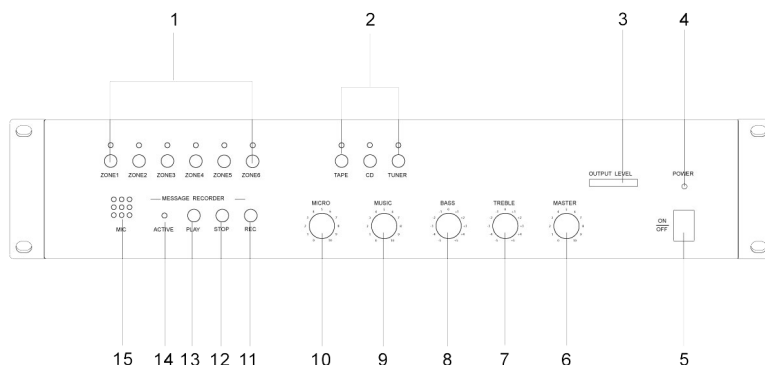 1 2 3 4
OUTPUT LEVEL POWER
ZONE1 ZONE2 ZONE3 ZONE4 ZONE5 ZONE6 TAPE CD TUNER
MESSAGE RECORDER
MICRO MUSIC BASS TREBLE MASTER
ON
OFF
MIC ACTIVE PLAY STOP REC
15 14 13 12 11 10 9 8 7 6 5